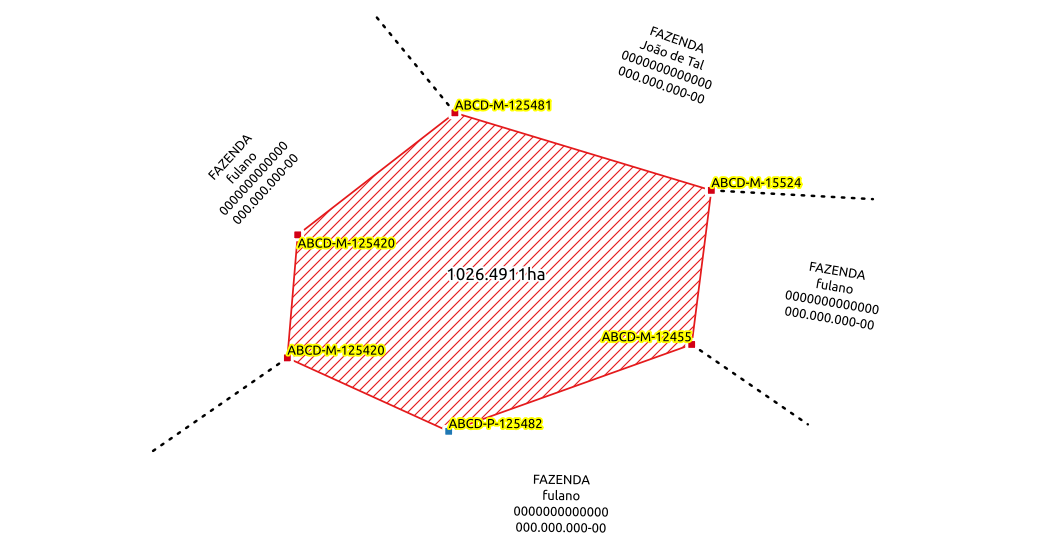 FAZENDA
João de Tal
0000000000000
000.000.000-00
ABCD-M-125481
FAZENDA
fulano
0000000000000
000.000.000-00
ABCD-M-15524
ABCD-M-125420
1026.4911ha
FAZENDA
fulano
0000000000000
000.000.000-00
ABCD-M-12455
ABCD-M-125420
ABCD-P-125482
FAZENDA
fulano
0000000000000
000.000.000-00